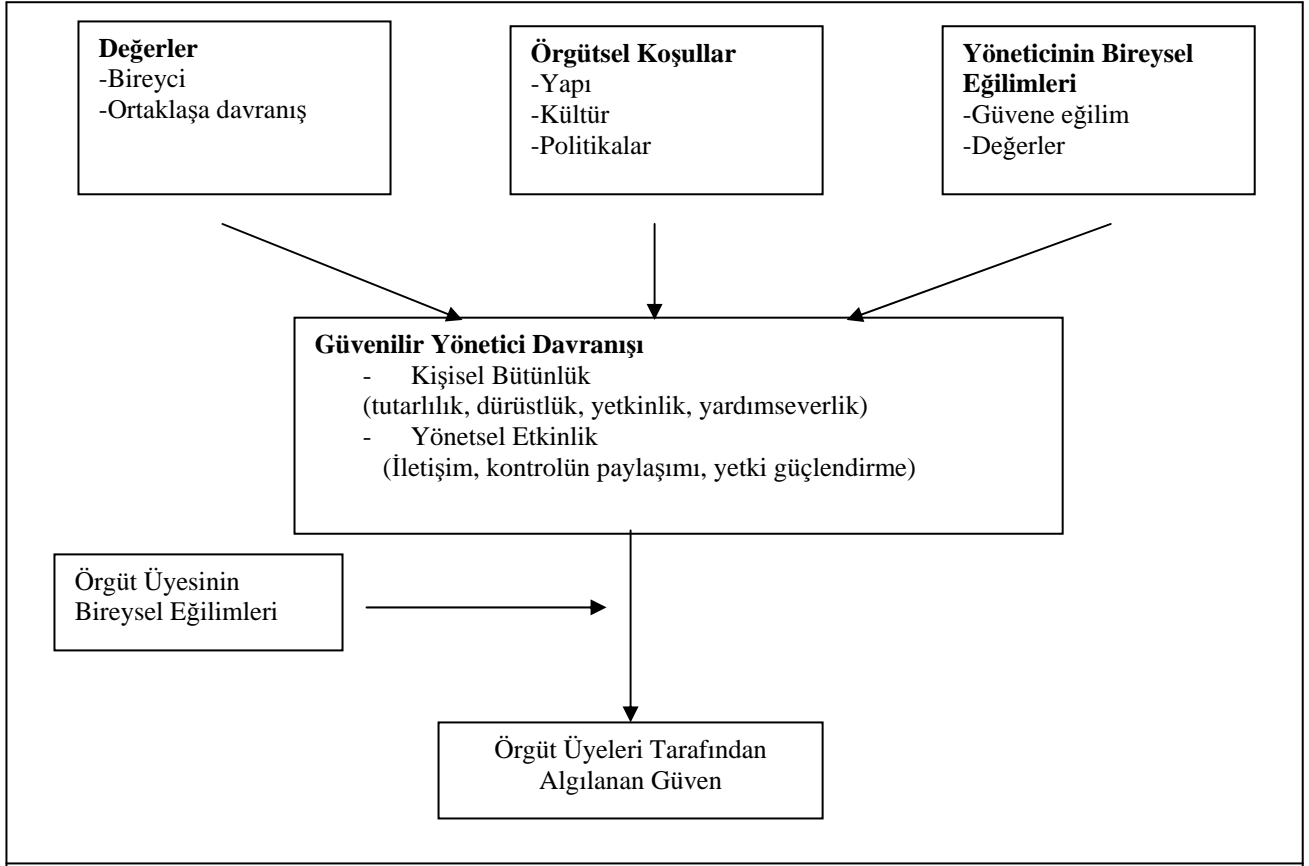 Değerler
-Bireyci
-Ortaklaşa davranış
Örgütsel Koşullar
-Yapı
-Kültür
-Politikalar
Yöneticinin Bireysel
Eğilimleri
-Güvene eğilim
-Değerler
Güvenilir Yönetici Davranışı
- Kişisel Bütünlük
(tutarlılık, dürüstlük, yetkinlik, yardımseverlik)
- Yönetsel Etkinlik
(İletişim, kontrolün paylaşımı, yetki güçlendirme)
Örgüt Üyesinin
Bireysel Eğilimleri
Örgüt Üyeleri Tarafından
Algılanan Güven